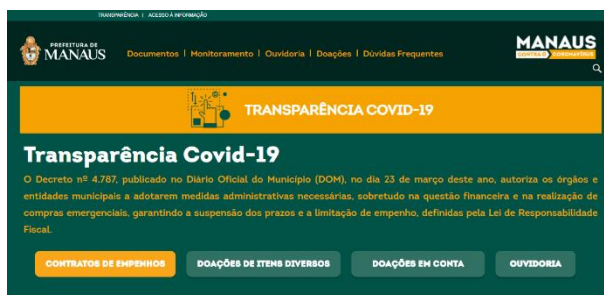 TRANSPARÊNCIA | ACESSO À INFORMAÇÃO
PREFEITURA DE
MANAUS
Documentos | Monitoramento | Ouvidoria | Doações | Dúvidas Frequentes
MANAUS
CONTRA O CORONAVÍRUS
TRANSPARÊNCIA COVID-19
Transparência Covid-19
O Decreto nº 4.787, publicado no Diário Oficial do Município (DOM), no dia 23 de março deste ano, autoriza os órgãos e
entidades municipais a adotarem medidas administrativas necessárias, sobretudo na questão financeira e na realização de
compras emergenciais, garantindo a suspensão dos prazos e a limitação de empenho, definidas pela Lei de Responsabilidade
Fiscal.
CONTRATOS DE EMPENHOS DOAÇÕES DE ITENS DIVERSOS DOAÇÕES EM CONTA OUVIDORIA